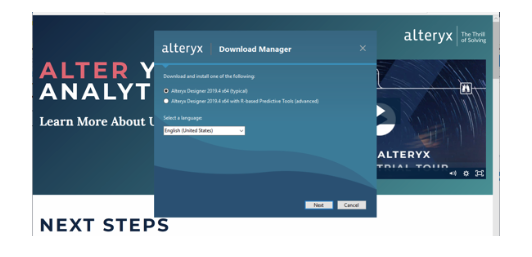 alteryx The Thrill
of Solving
alteryx Download Manager
ALTER Y
ANALYT
Learn More About U
Download and install one of the following:
Alteryx Designer 2019.4 x64 (typical)
Alteryx Designer 2019.4 x64 with R-based Predictive Tools (advanced)
Select a language:
English (United States)
Next Cancel
ALTERYX
TRIAL TOUR
NEXT STEPS